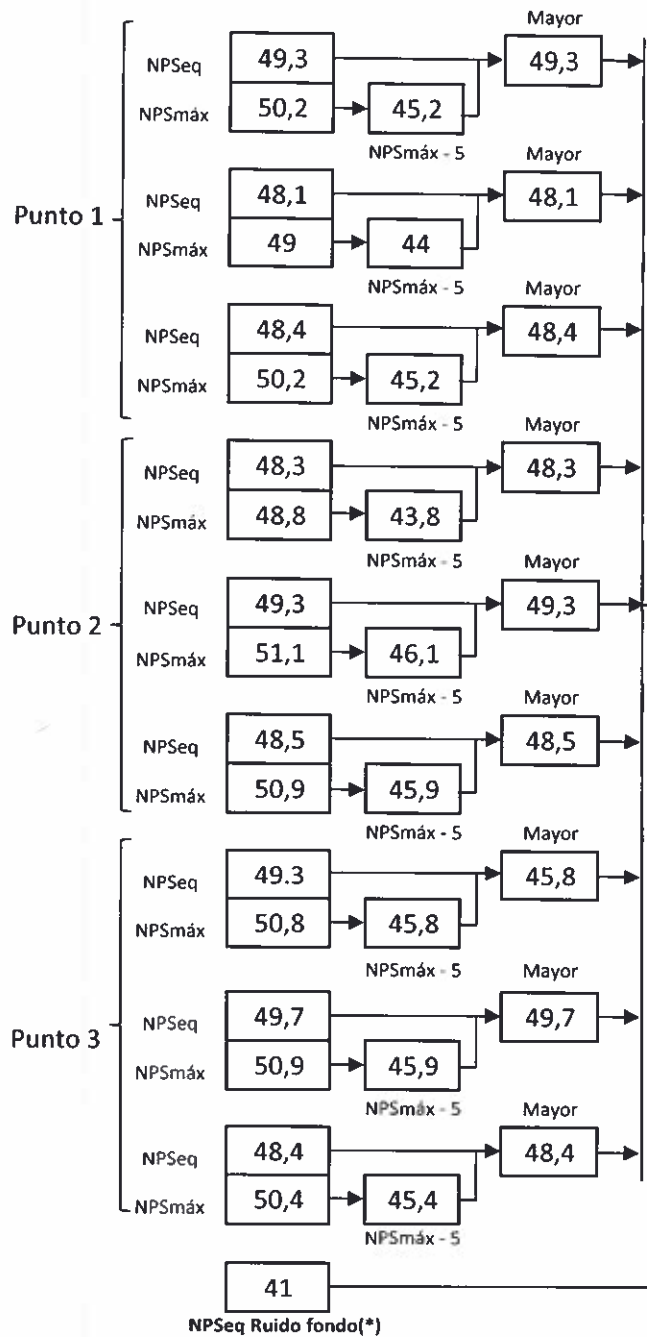 Mayor
NPSeq 49,3 49,3
NPSmáx 50,2 45,2
NPSmáx - 5
Mayor
NPSeq 48,1 48,1
Punto 1
NPSmáx 49 44
NPSmáx - 5
Mayor
NPSeq 48,4 48,4
NPSmáx 50,2 45,2
NPSmáx - 5
Mayor
NPSeq 48,3 48,3
NPSmáx 48,8 43,8
NPSmáx - 5
Mayor
NPSeq 49,3 49,3
Punto 2
NPSmáx 51,1 46,1
NPSmáx - 5
Mayor
NPSeq 48,5 48,5
NPSmáx 50,9 45,9
NPSmáx - 5
Mayor
NPSeq 49.3 45,8
NPSmáx 50,8 45,8
NPSmáx - 5
Mayor
NPSeq 49,7 49,7
Punto 3
NPSmáx 50,9 45,9
NPSmáx - 5
Mayor
NPSeq 48,4 48,4
NPSmáx 50,4 45,4
NPSmáx - 5
41
NPSeq Ruido fondo(*)